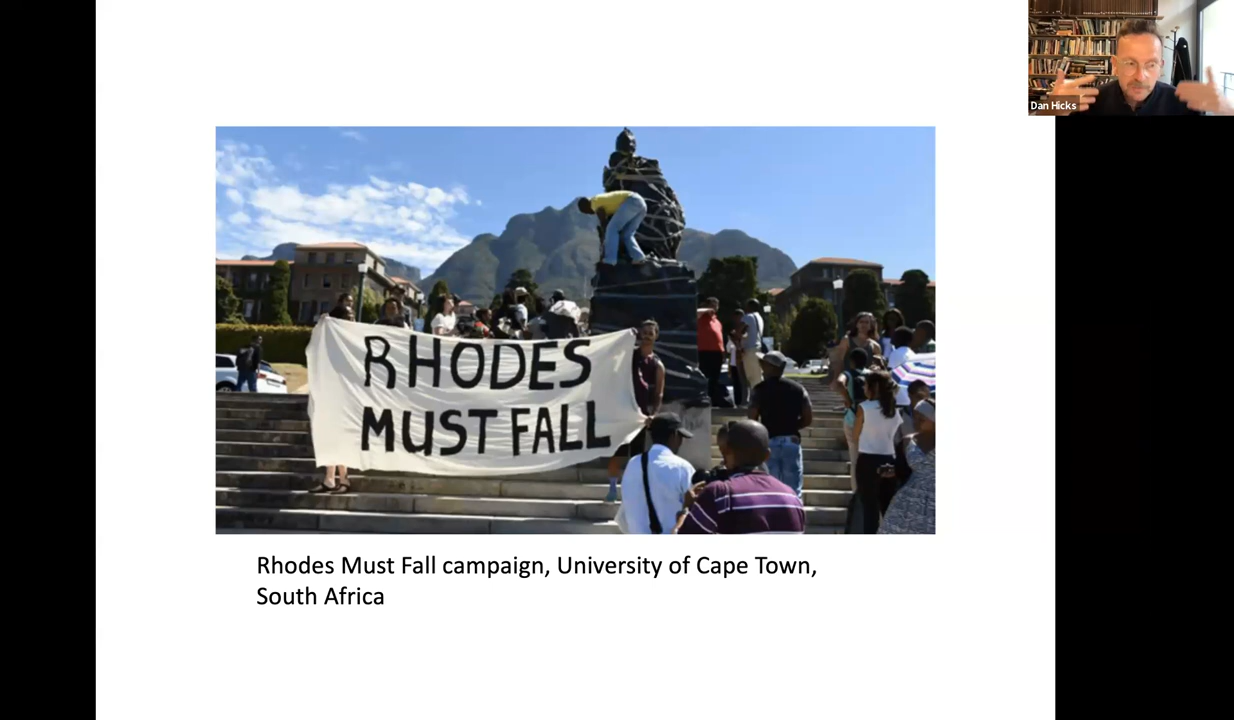 Dan Hicks
RHODES
MUST FALL
Rhodes Must Fall campaign, University of Cape Town,
South Africa